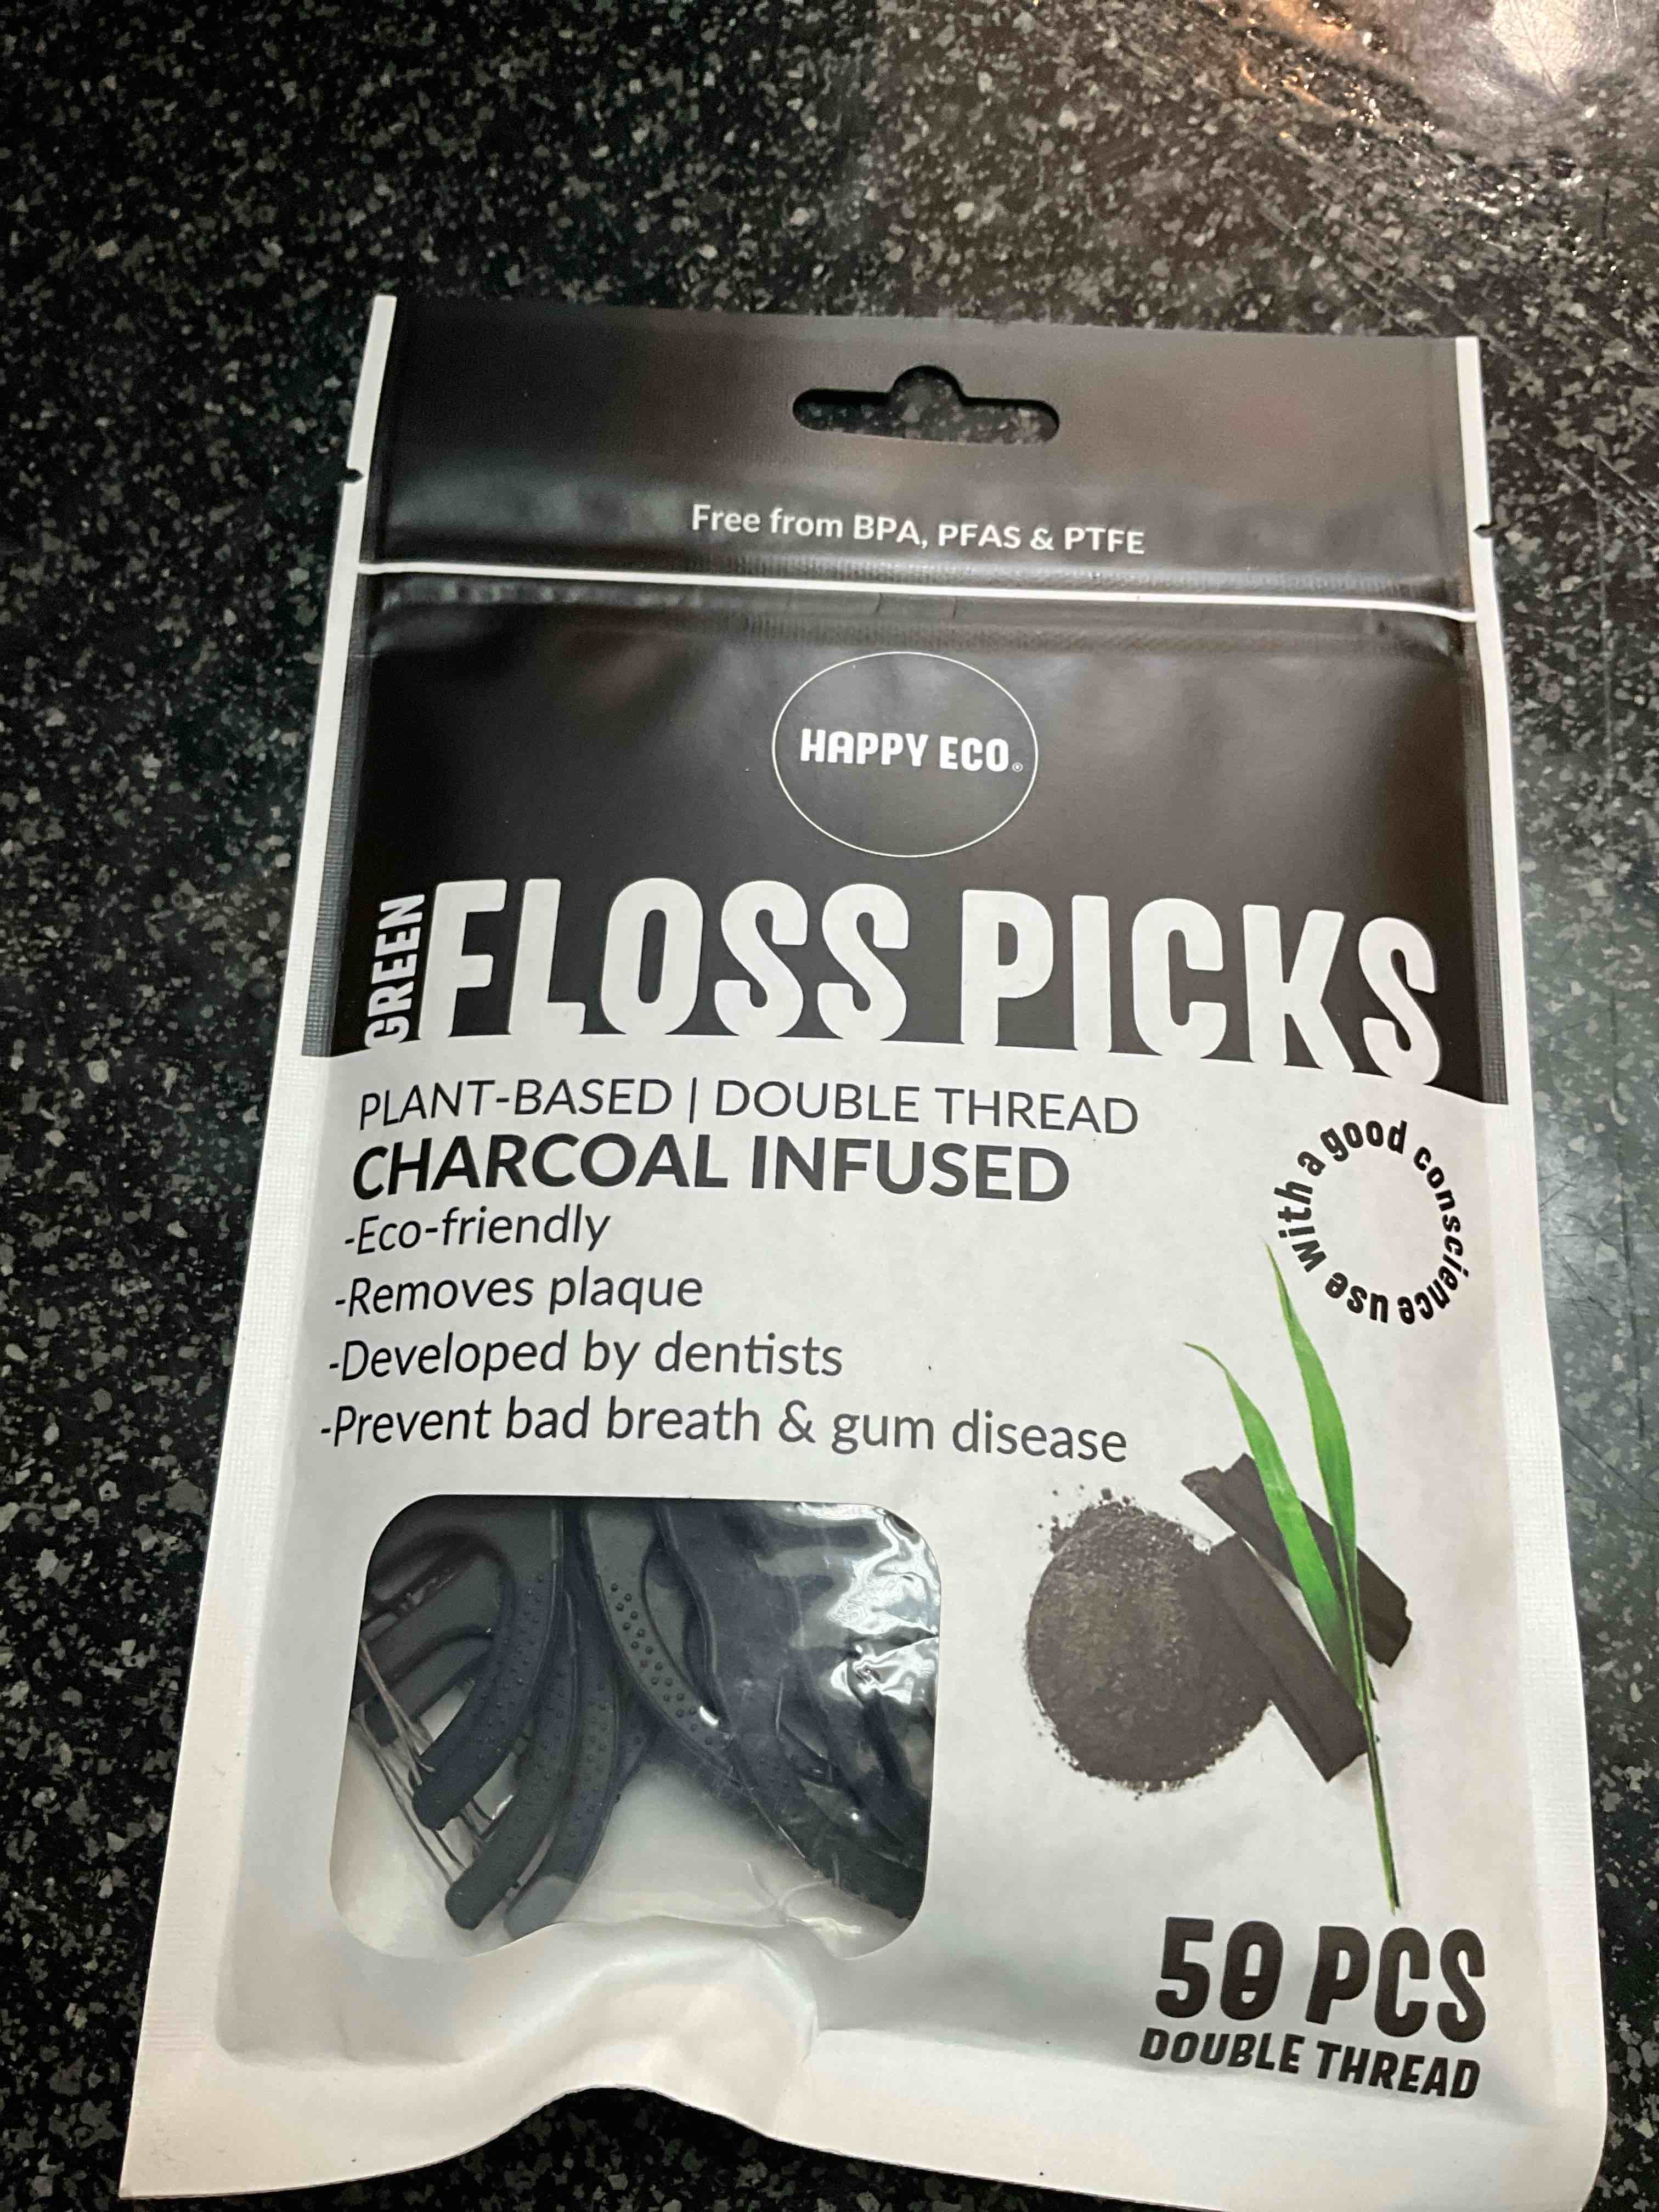 Free from BPA, PFAS & PTFE
HAPPY ECO®
GREEN
FLOSS PICKS
PLANT-BASED | DOUBLE THREAD
CHARCOAL INFUSED
-Eco-friendly
-Removes plaque
-Developed by dentists
-Prevent bad breath & gum disease
use with a good conscience
50 PCS
DOUBLE THREAD